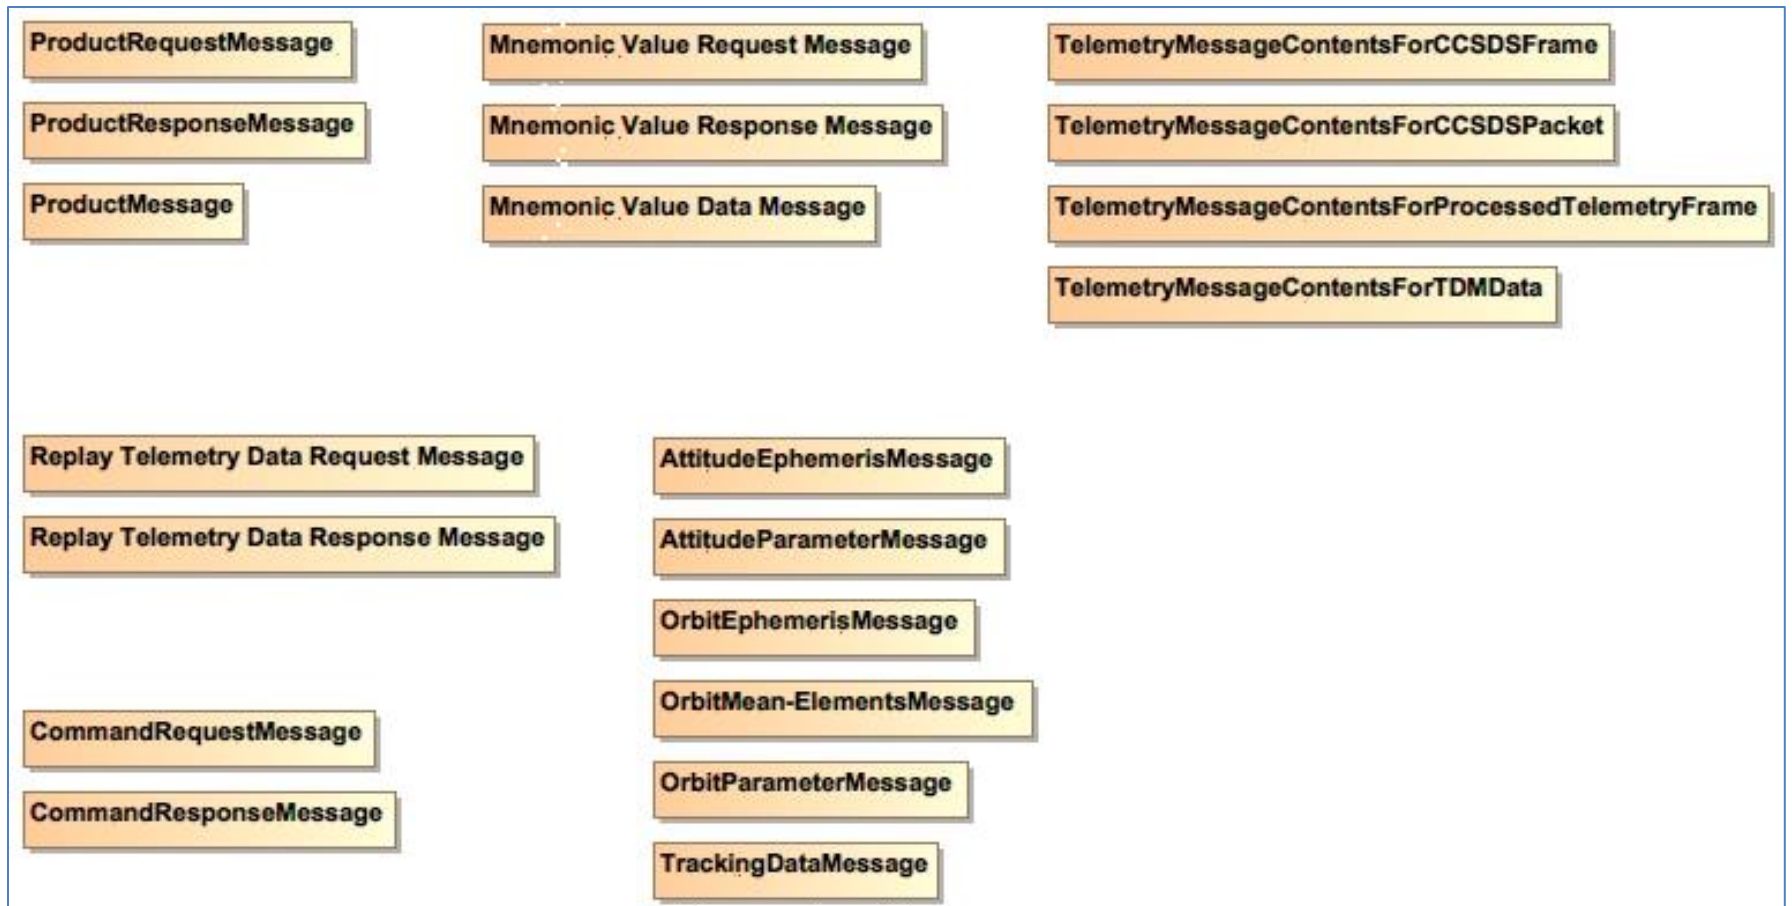 ProductRequestMessage
ProductResponseMessage
ProductMessage
Mnemonic Value Request Message
Mnemonic Value Response Message
Mnemonic Value Data Message
TelemetryMessageContentsForCCSDSFrame
TelemetryMessageContentsForCCSDSPacket
TelemetryMessageContentsForProcessedTelemetryFrame
TelemetryMessageContentsForTDMData
Replay Telemetry Data Request Message
Replay Telemetry Data Response Message
CommandRequestMessage
CommandResponseMessage
AttitudeEphemerisMessage
AttitudeParameterMessage
OrbitEphemerisMessage
OrbitMean-ElementsMessage
OrbitParameterMessage
TrackingDataMessage